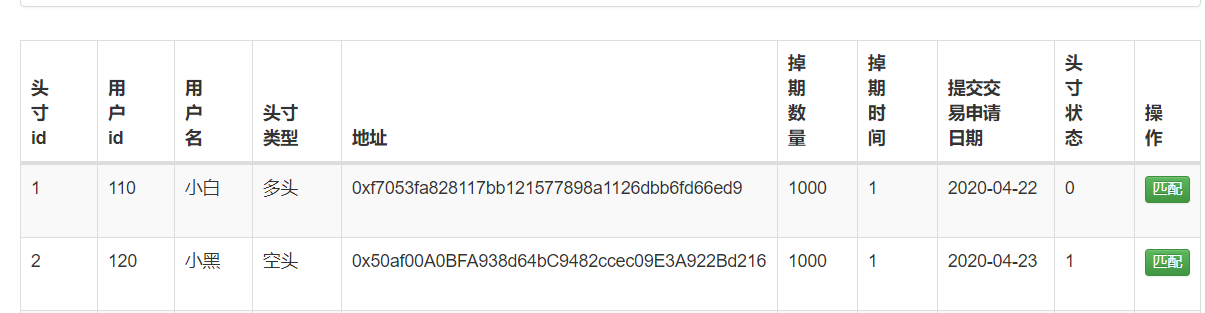 头寸id 用户id 用户名 头寸类型 地址 掉期数量 掉期时间 提交交易申请日期 头寸状态 操作
1 110 小白 多头 0xf7053fa828117bb121577898a1126dbb6fd66ed9 1000 1 2020-04-22 0 匹配
2 120 小黑 空头 0x50af00A0BFA938d64bC9482ccec09E3A922Bd216 1000 1 2020-04-23 1 匹配